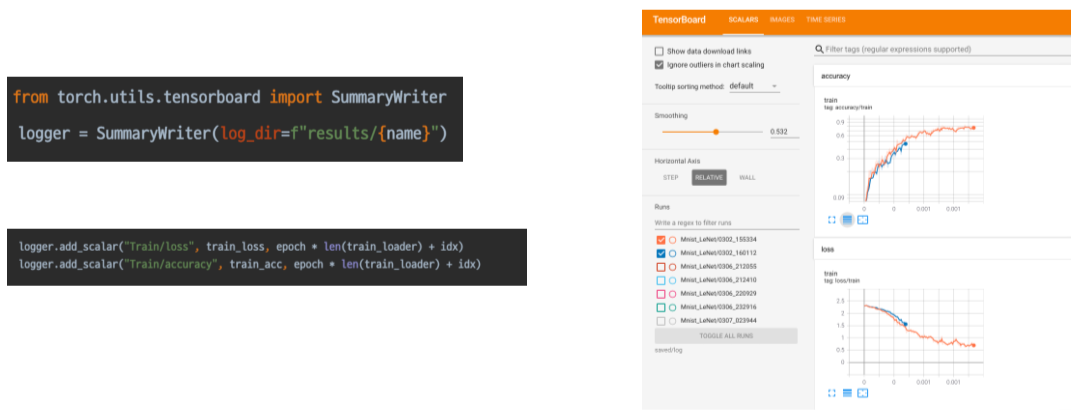 from torch.utils.tensorboard import SummaryWriter
logger = SummaryWriter(log_dir=f"results/{name}")
logger.add_scalar("Train/loss", train_loss, epoch * len(train_loader) + idx)
logger.add_scalar("Train/accuracy", train_acc, epoch * len(train_loader) + idx)
TensorBoard SCALARS IMAGES TIME SERIES
Show data download links
Ignore outliers in chart scaling
Tooltip sorting method: default
Smoothing
0.532
Horizontal Axis
STEP RELATIVE WALL
Runs
Write a regex to filter runs
Mnist_LeNet/0302_155334
Mnist_LeNet/0302_160112
Mnist_LeNet/0306_212055
Mnist_LeNet/0306_212410
Mnist_LeNet/0306_220929
Mnist_LeNet/0306_232916
Mnist_LeNet/0307_023944
TOGGLE ALL RUNS
saved/log
Filter tags (regular expressions supported)
accuracy
train
tag: accuracy/train
0.9
0.6
0.3
0.09
0 0 0.001 0.001
loss
train
tag: loss/train
2.5
2
1.5
1
0.5
0
0 0 0.001 0.001